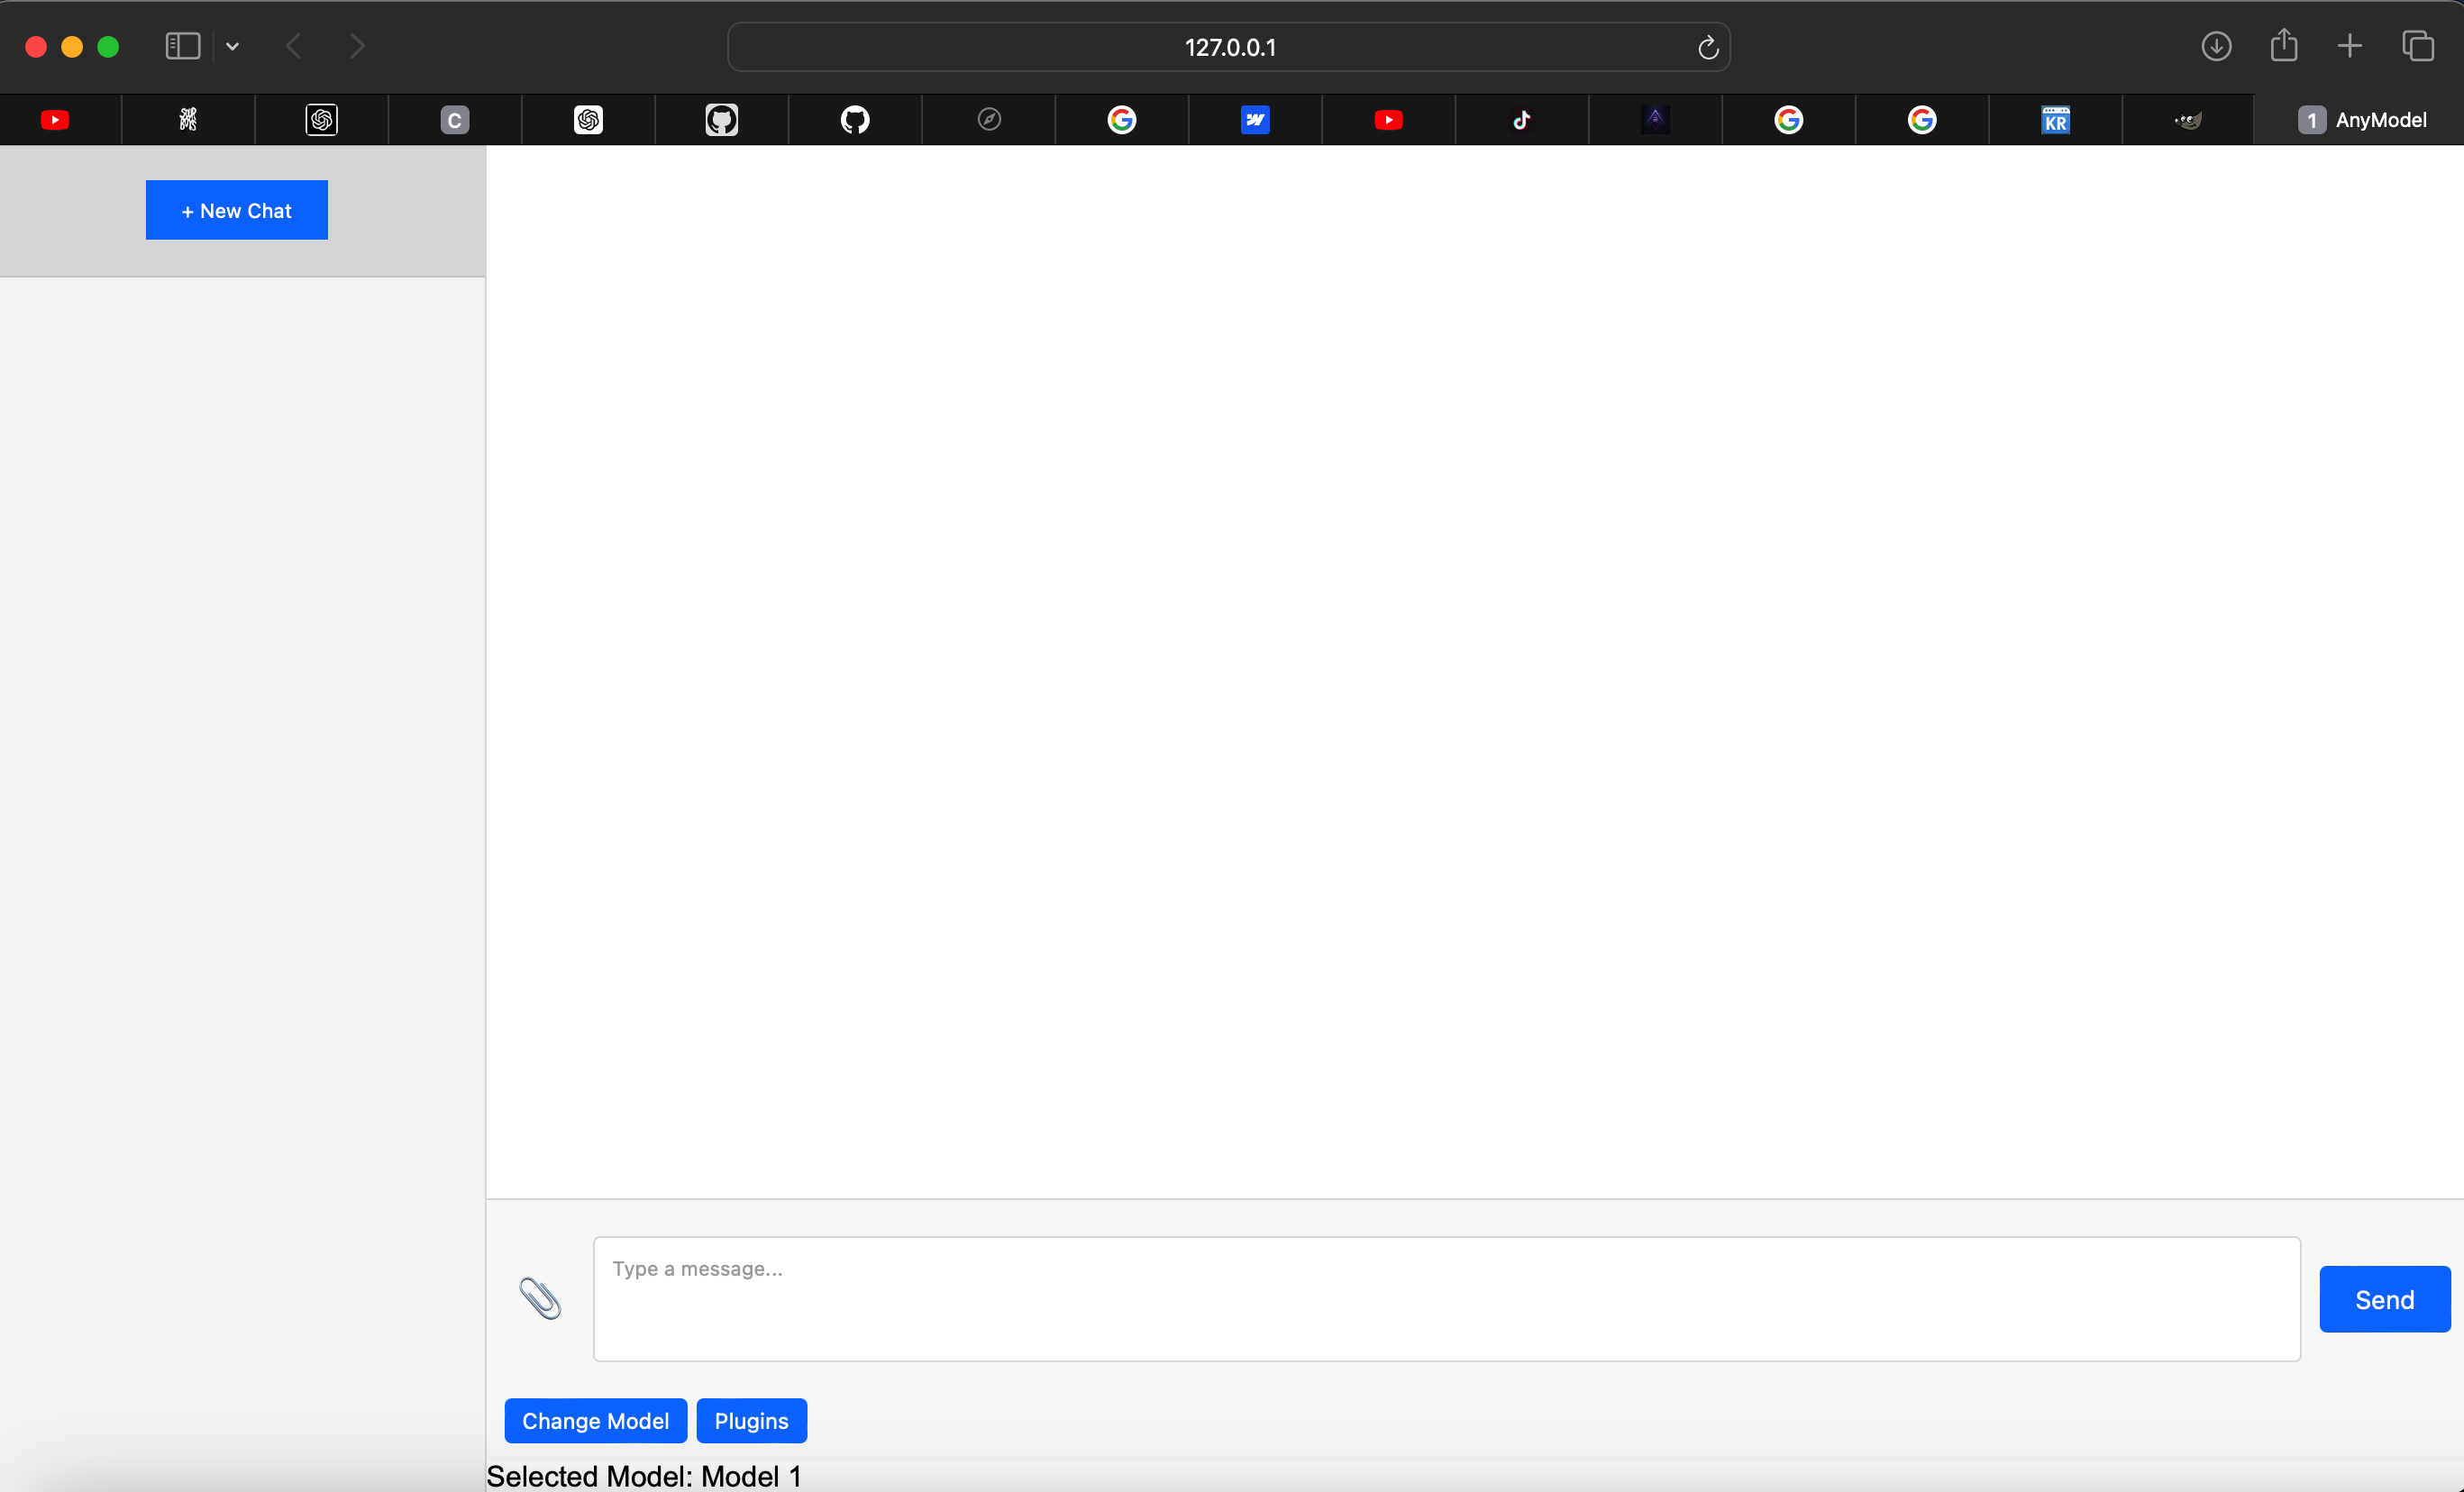 127.0.0.1
C
KR
1 AnyModel
+ New Chat
Type a message...
Send
Change Model
Plugins
Selected Model: Model 1